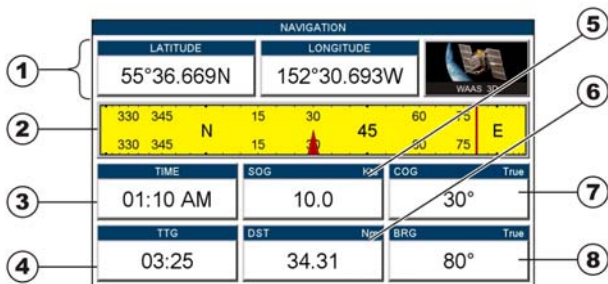 NAVIGATION
5
LATITUDE LONGITUDE
1
55°36.669N 152°30.693W
WAAS 3D
6
330 345 15 30 60 75
2
N 45 E
330 345 15 30 60 75
TIME SOG Kts COG True
3 01:10 AM 10.0 30° 7
TTG DST Nm BRG True
4 03:25 34.31 80° 8